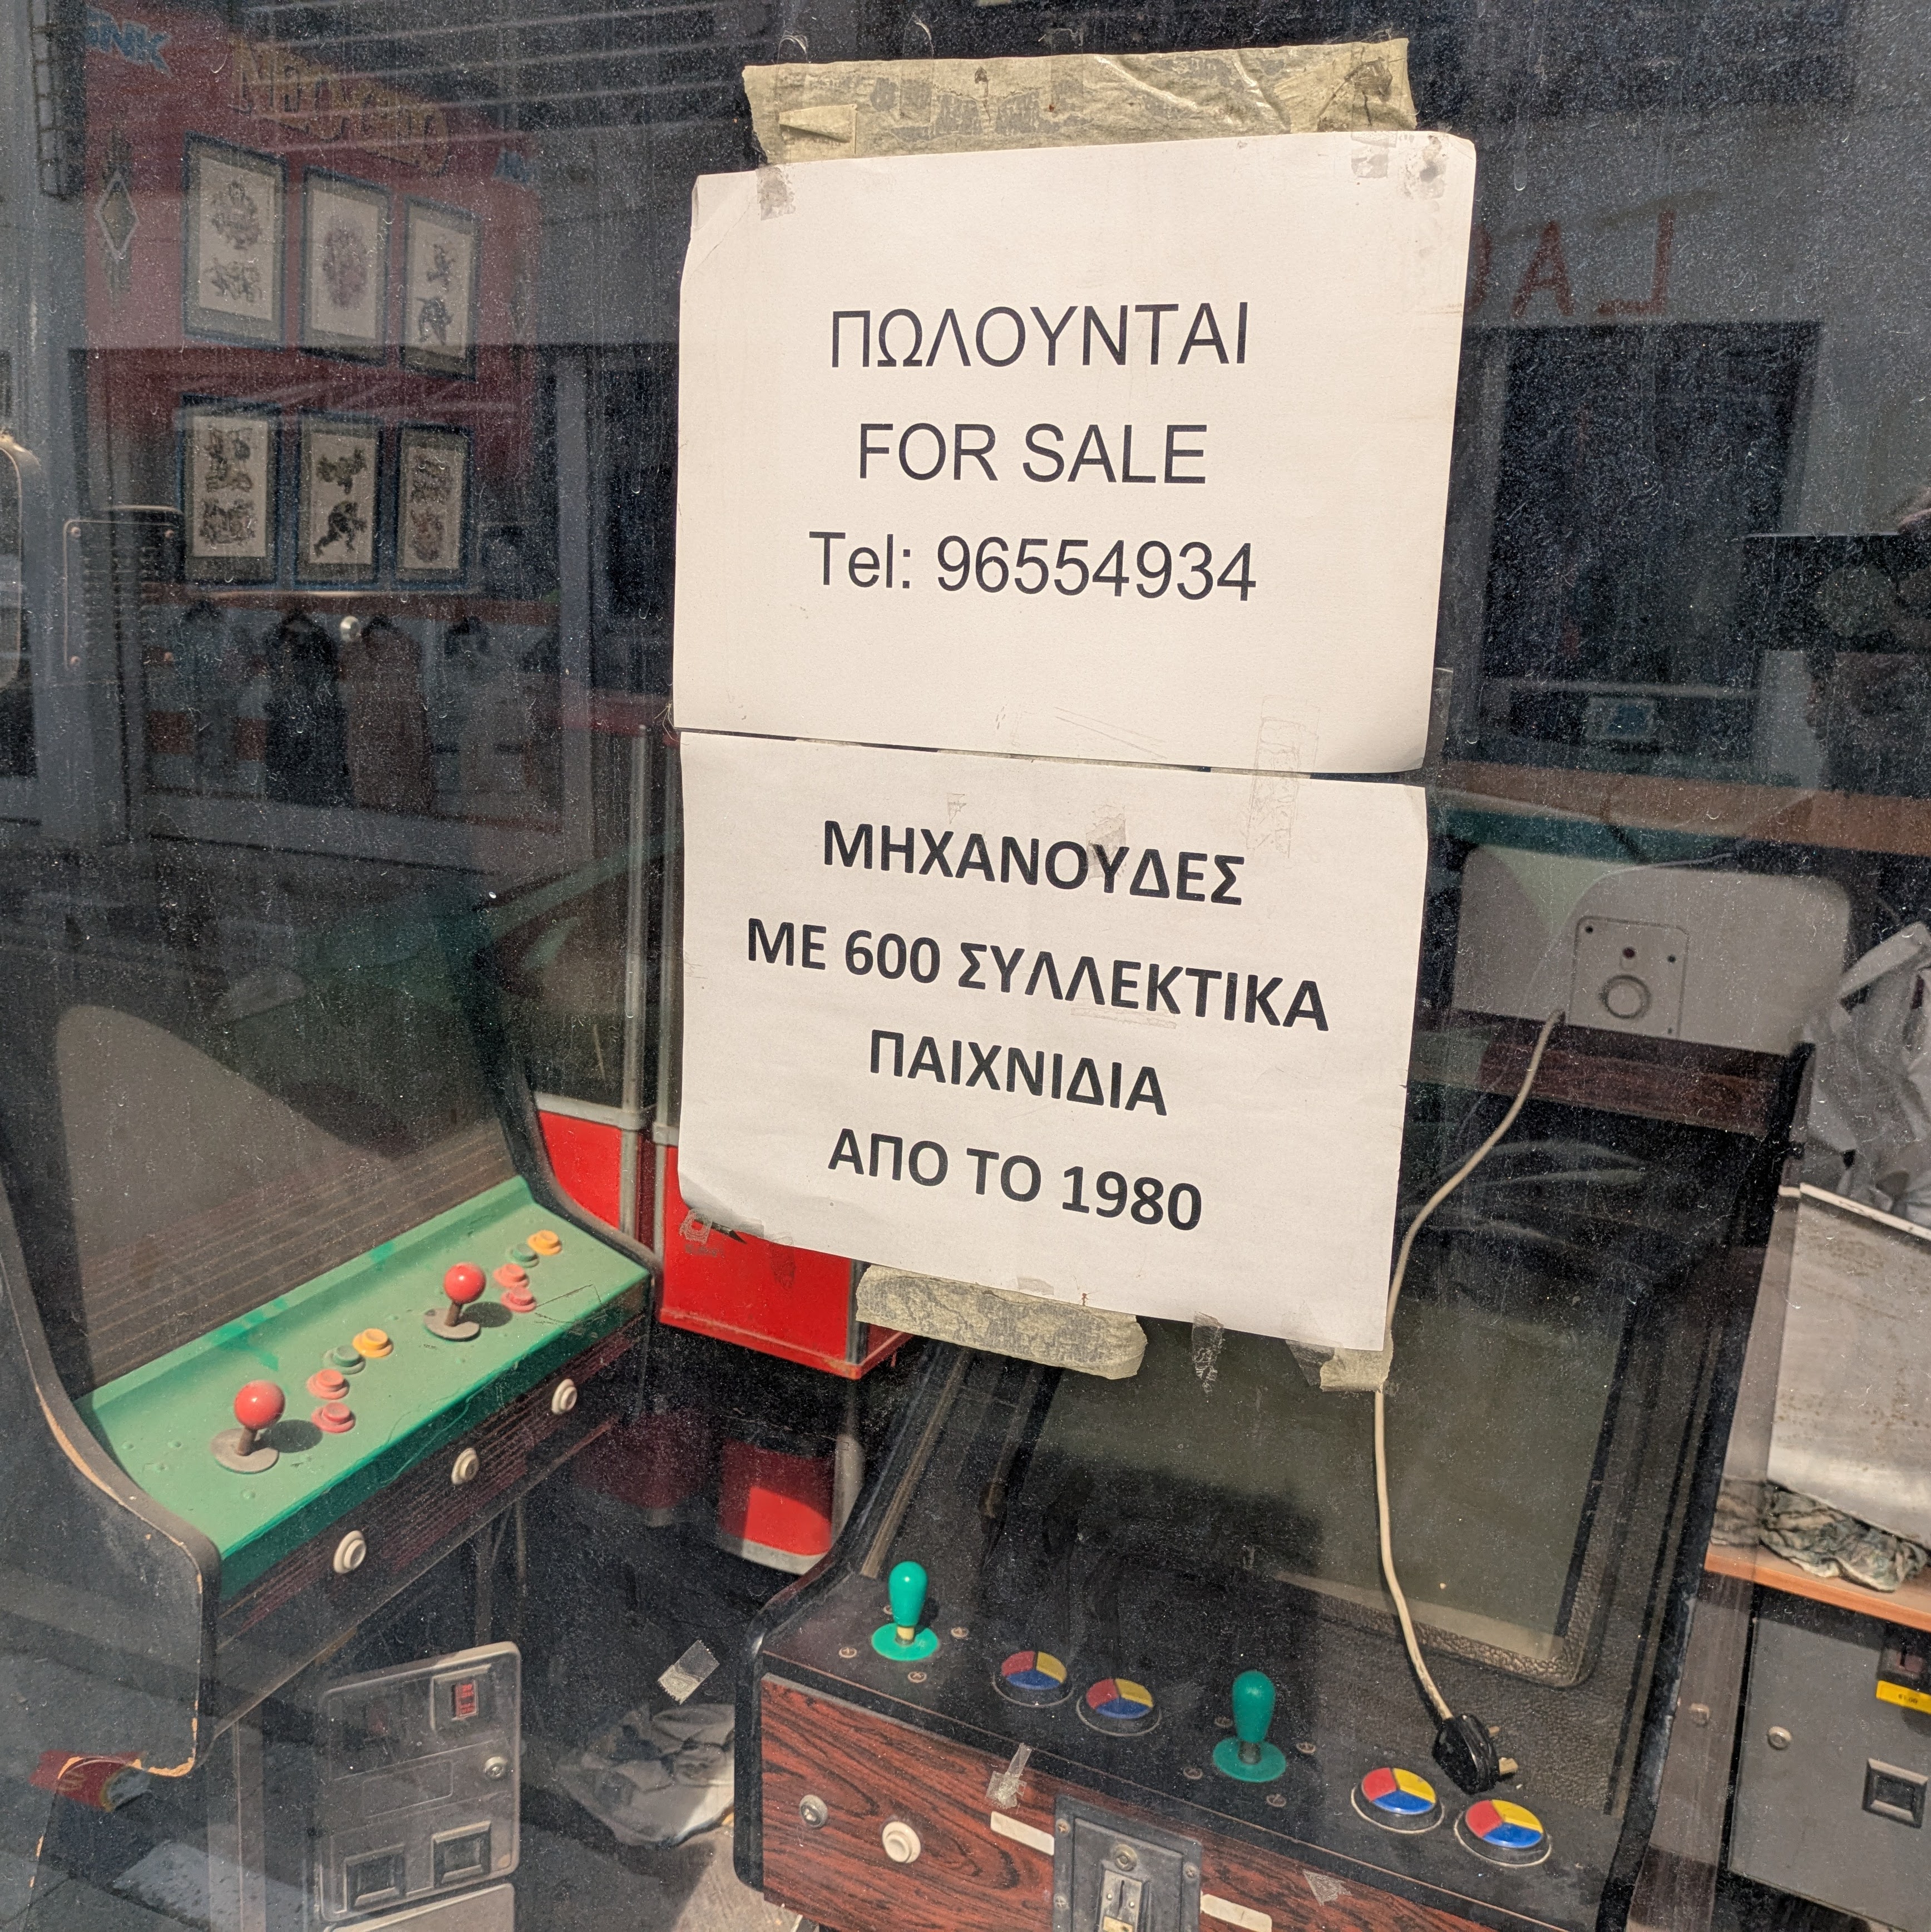 ΠΩΛΟΥΝΤΑΙ
FOR SALE
Tel: 96554934
ΜΗΧΑΝΟΥΔΕΣ
ΜΕ 600 ΣΥΛΛΕΚΤΙΚΑ
ΠΑΙΧΝΙΔΙΑ
ΑΠΟ ΤΟ 1980